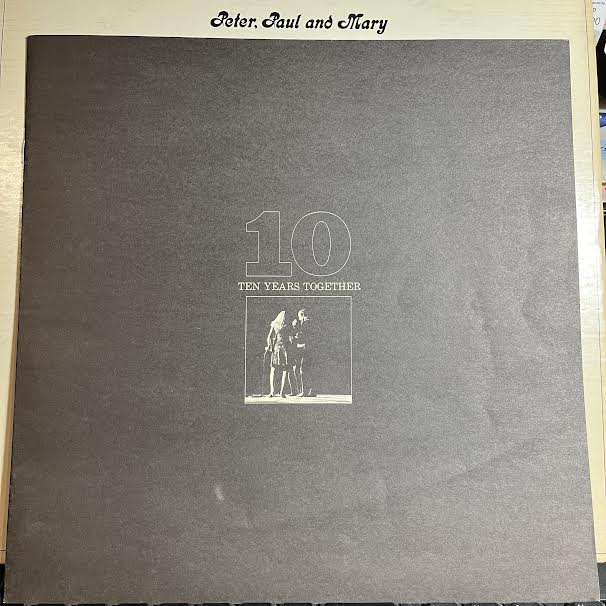 Peter, Paul and Mary
10
TEN YEARS TOGETHER